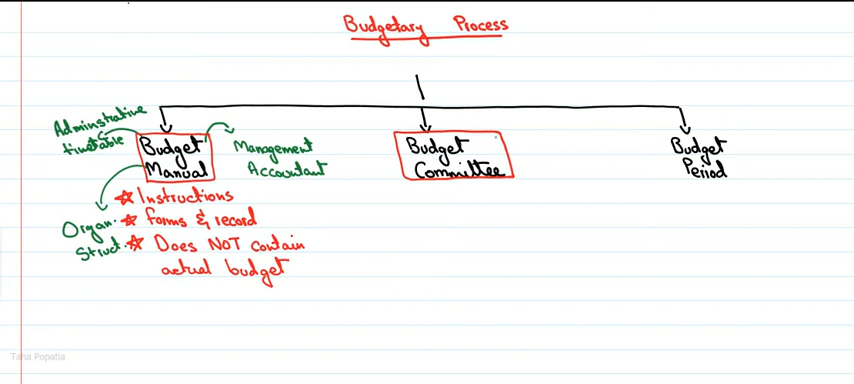 Budgetary Process
Adminstrative
timetable
Budget
Manual
Management
Accountant
Budget
Committee
Budget
Period
Organ.
Struct.
★ Instructions
★ forms & record
★ Does NOT contain
actual budget
Taha Popatia